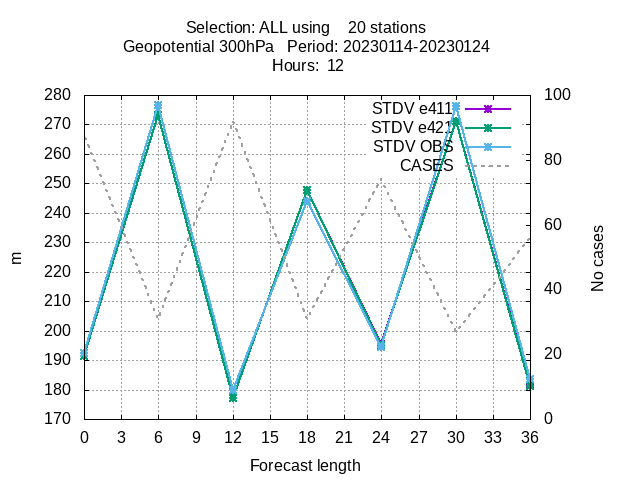 Selection: ALL using    20 stations
Geopotential 300hPa   Period: 20230114-20230124
Hours: 12
280
270
260
250
240
230
220
210
200
190
180
170
100
80
60
40
20
0
STDV e411
STDV e421
STDV OBS
CASES
m
No cases
0 3 6 9 12 15 18 21 24 27 30 33 36
Forecast length